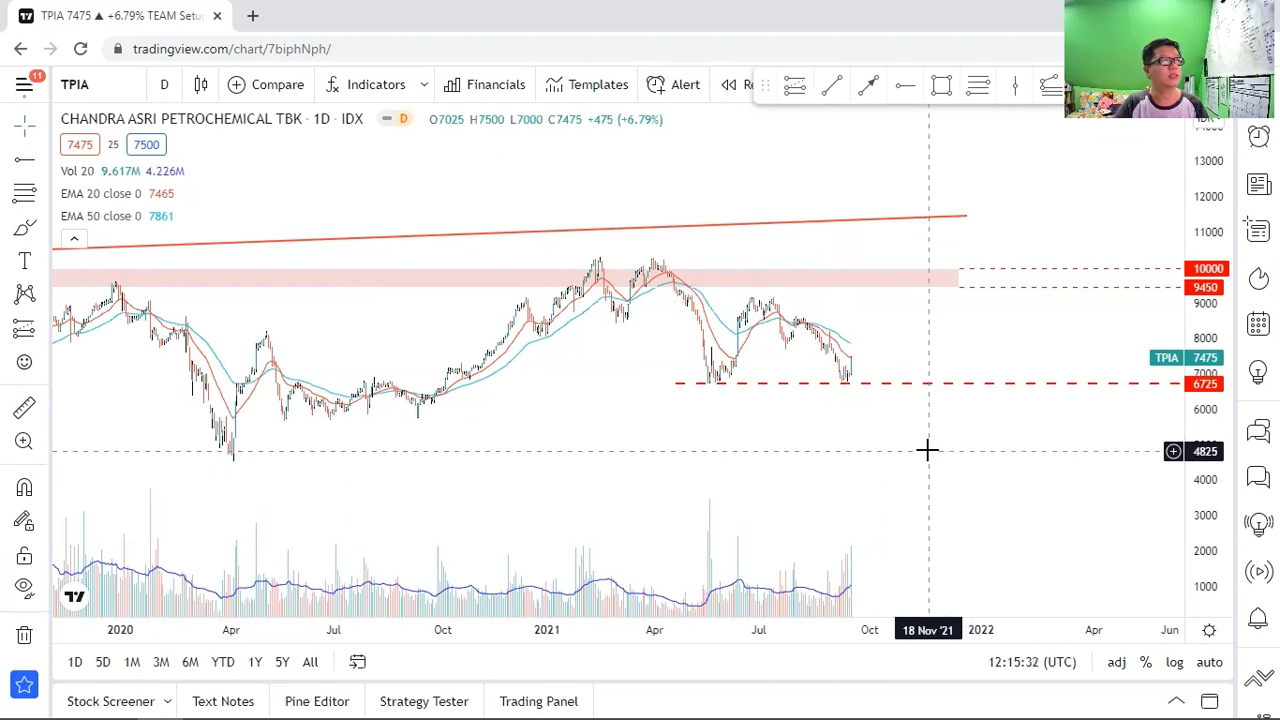 TPIA 7475 ▲ +6.79% TEAM Setu
tradingview.com/chart/7biphNph/
11
TPIA D Compare Indicators Financials Templates Alert Re
CHANDRA ASRI PETROCHEMICAL TBK · 1D · IDX D O7025 H7500 L7000 C7475 +475 (+6.79%)
7475 25 7500
Vol 20 9.617M 4.226M
EMA 20 close 0 7465
EMA 50 close 0 7861
13000
12000
11000
10000
9450
9000
8000
TPIA 7475
7000
6725
6000
4825
4000
3000
2000
1000
2020 Apr Jul Oct 2021 Apr Jul Oct 18 Nov '21 2022 Apr Jun
1D 5D 1M 3M 6M YTD 1Y 5Y All 12:15:32 (UTC) adj % log auto
Stock Screener Text Notes Pine Editor Strategy Tester Trading Panel